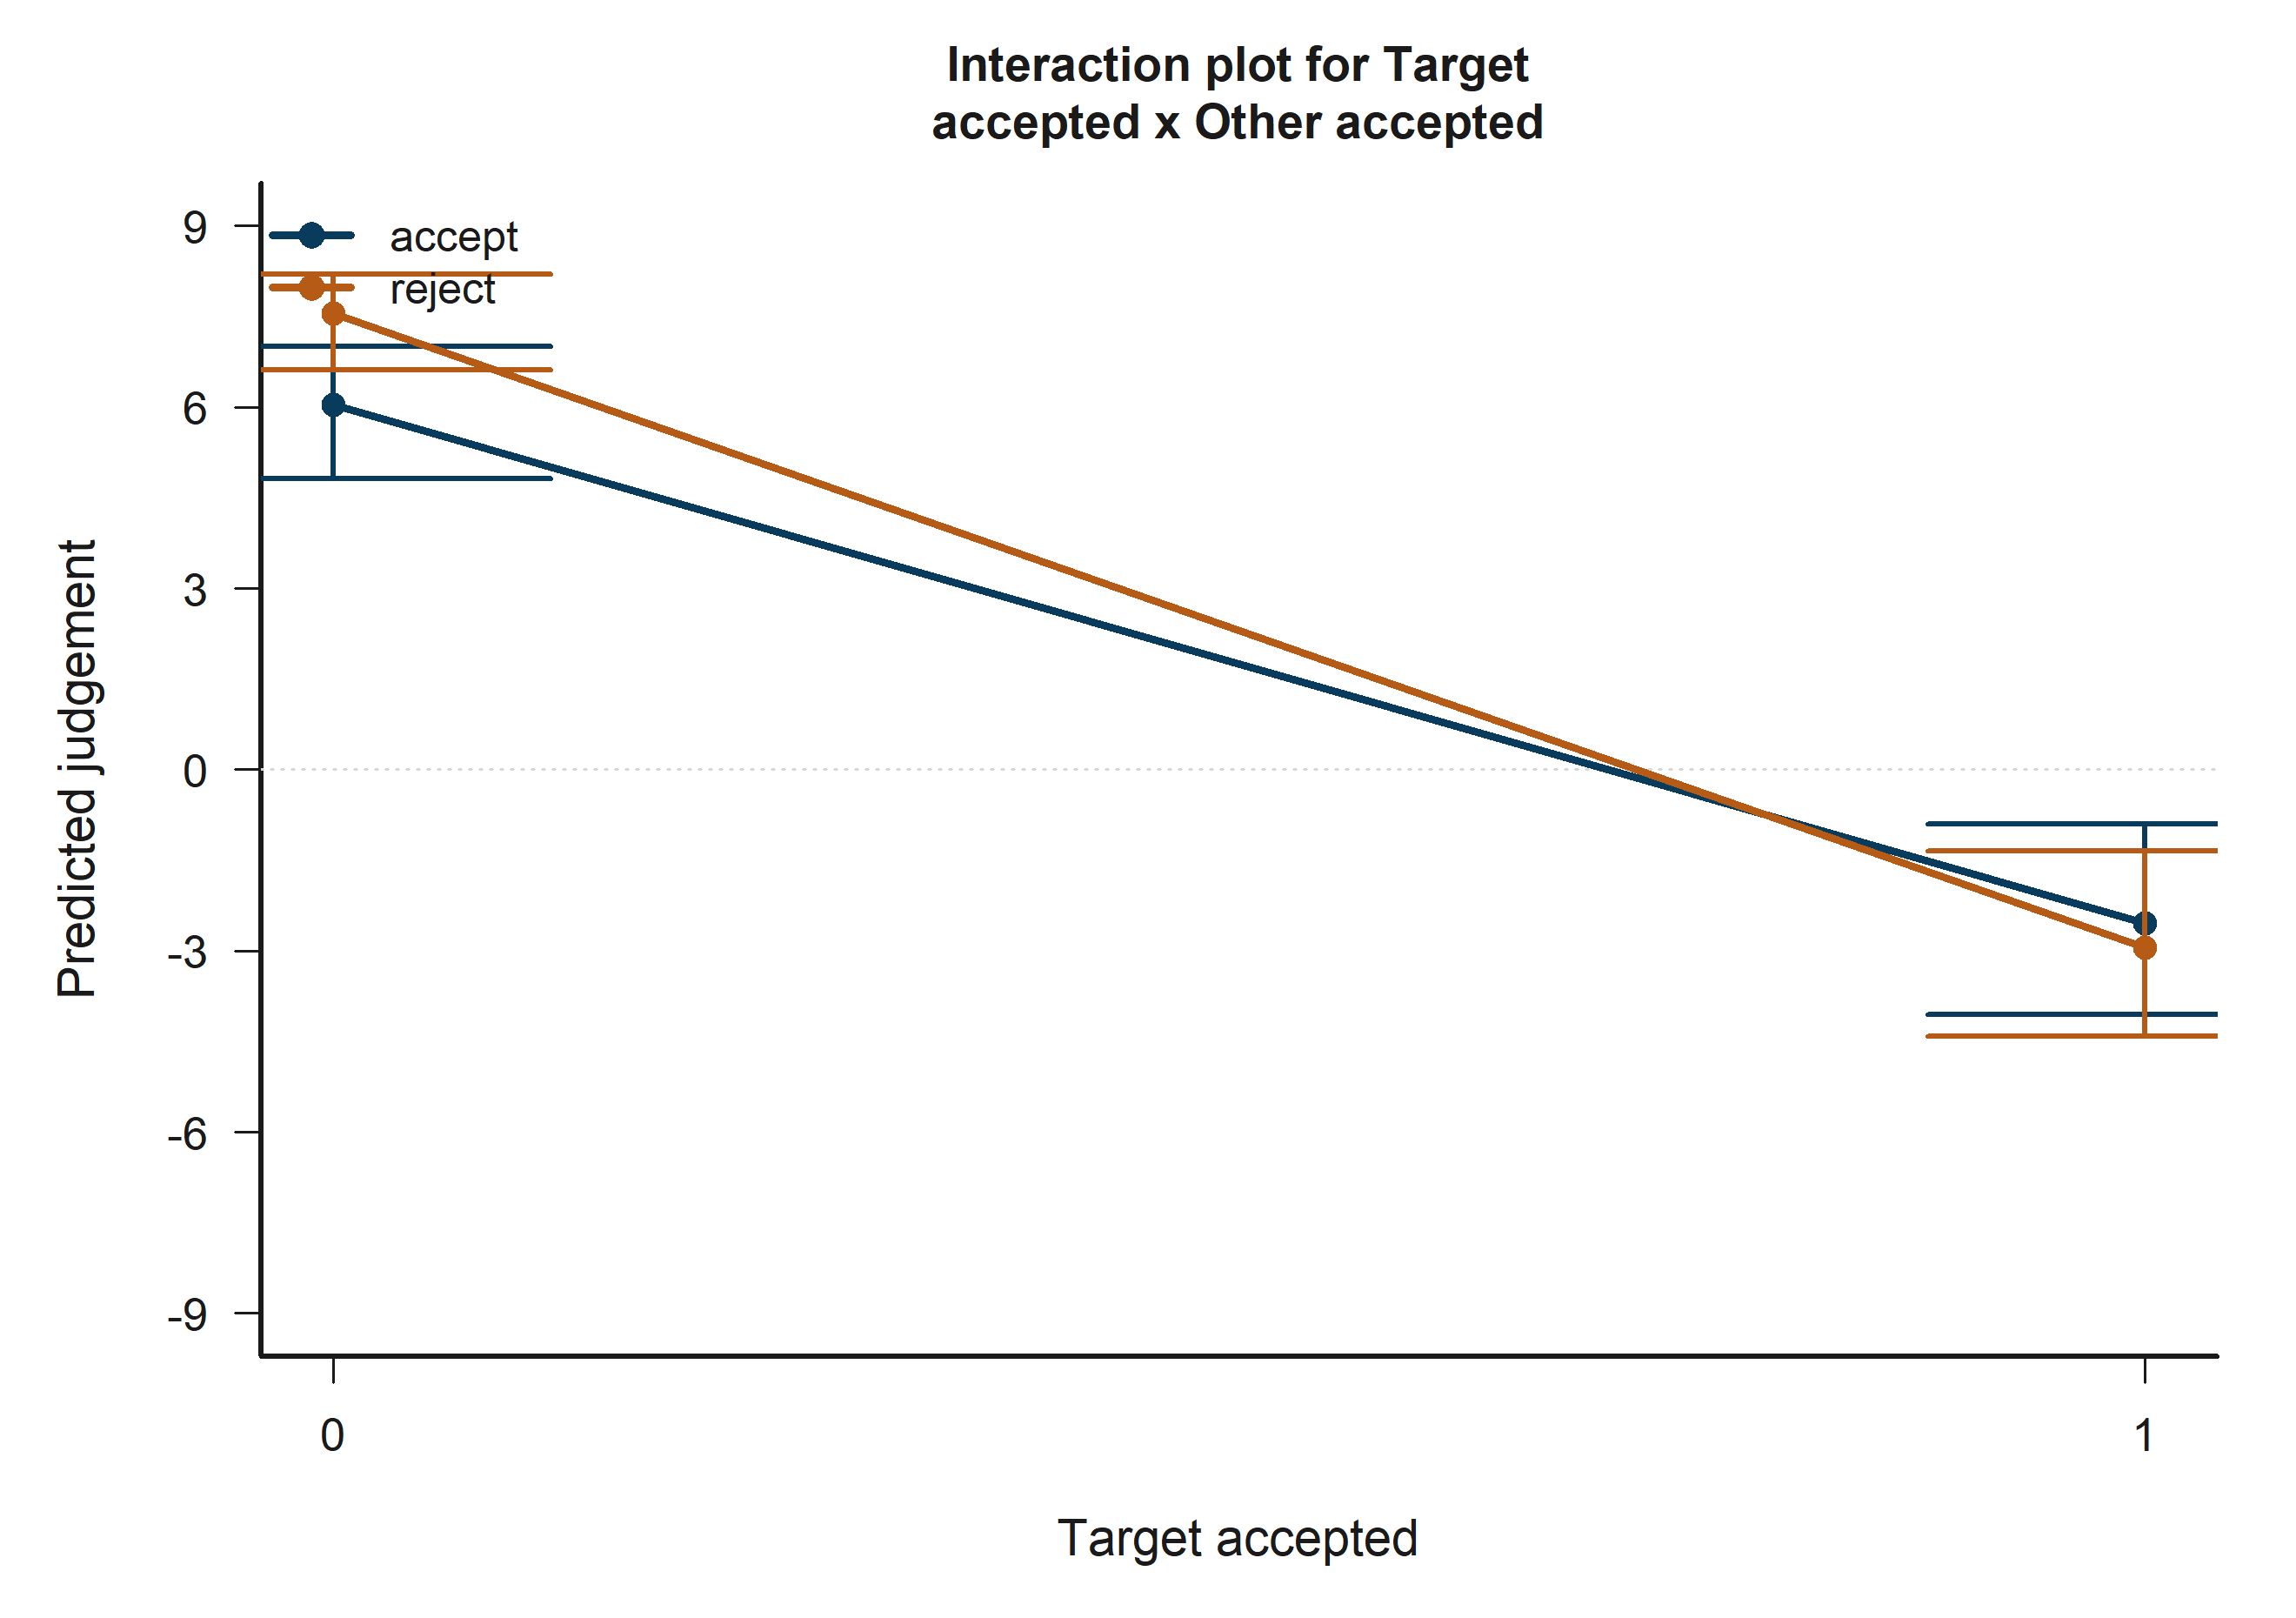 Interaction plot for Target
accepted x Other accepted
accept
reject
9
6
3
0
-3
-6
-9
Predicted judgement
0
1
Target accepted